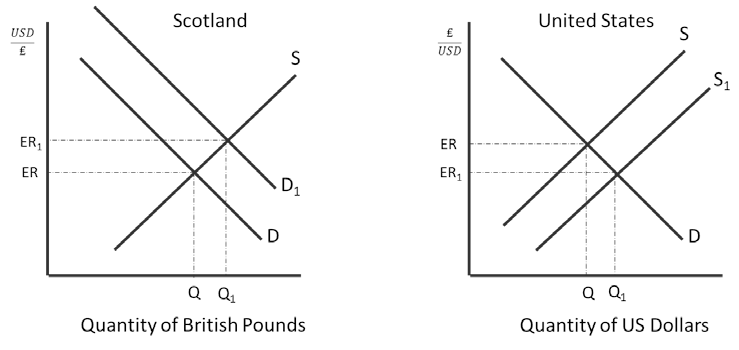 Scotland
USD
£
S
ER₁
ER
D₁
D
Q Q₁
Quantity of British Pounds
United States
£
USD
S
S₁
ER
ER₁
D
Q Q₁
Quantity of US Dollars